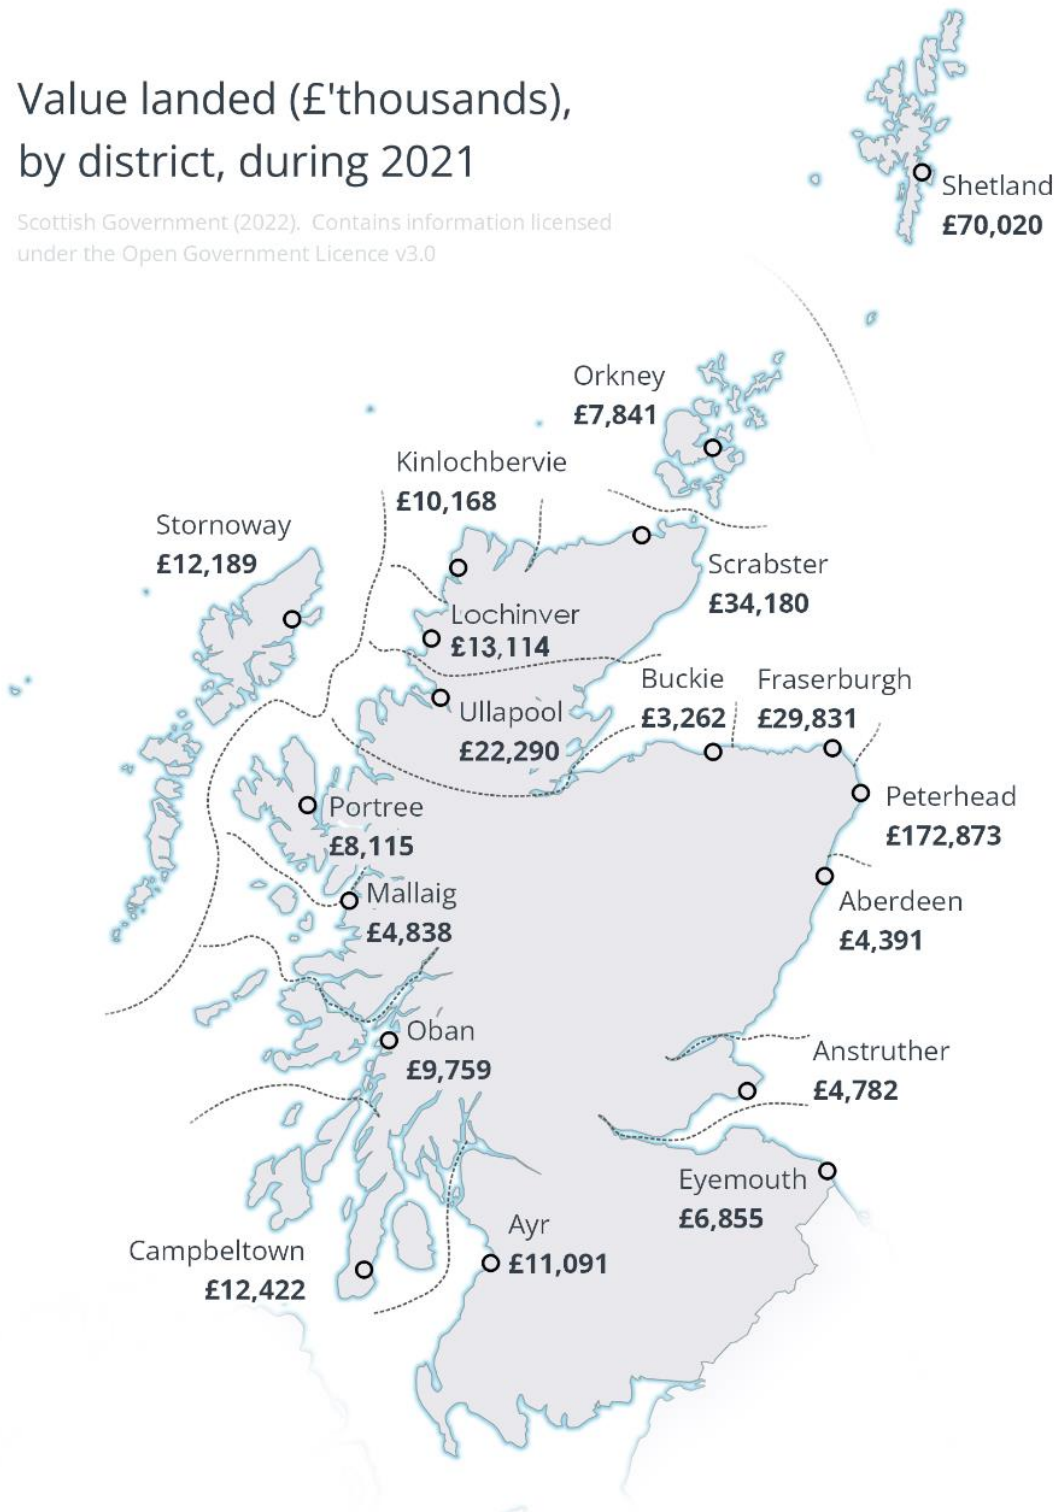 Value landed (£'thousands),
by district, during 2021
Scottish Government (2022).  Contains information licensed
under the Open Government Licence v3.0
Shetland
£70,020
Orkney
£7,841
Kinlochbervie
£10,168
Stornoway
£12,189
Scrabster
£34,180
Lochinver
£13,114
Buckie
£3,262
Fraserburgh
£29,831
Ullapool
£22,290
Peterhead
£172,873
Portree
£8,115
Mallaig
£4,838
Aberdeen
£4,391
Oban
£9,759
Anstruther
£4,782
Eyemouth
£6,855
Ayr
£11,091
Campbeltown
£12,422